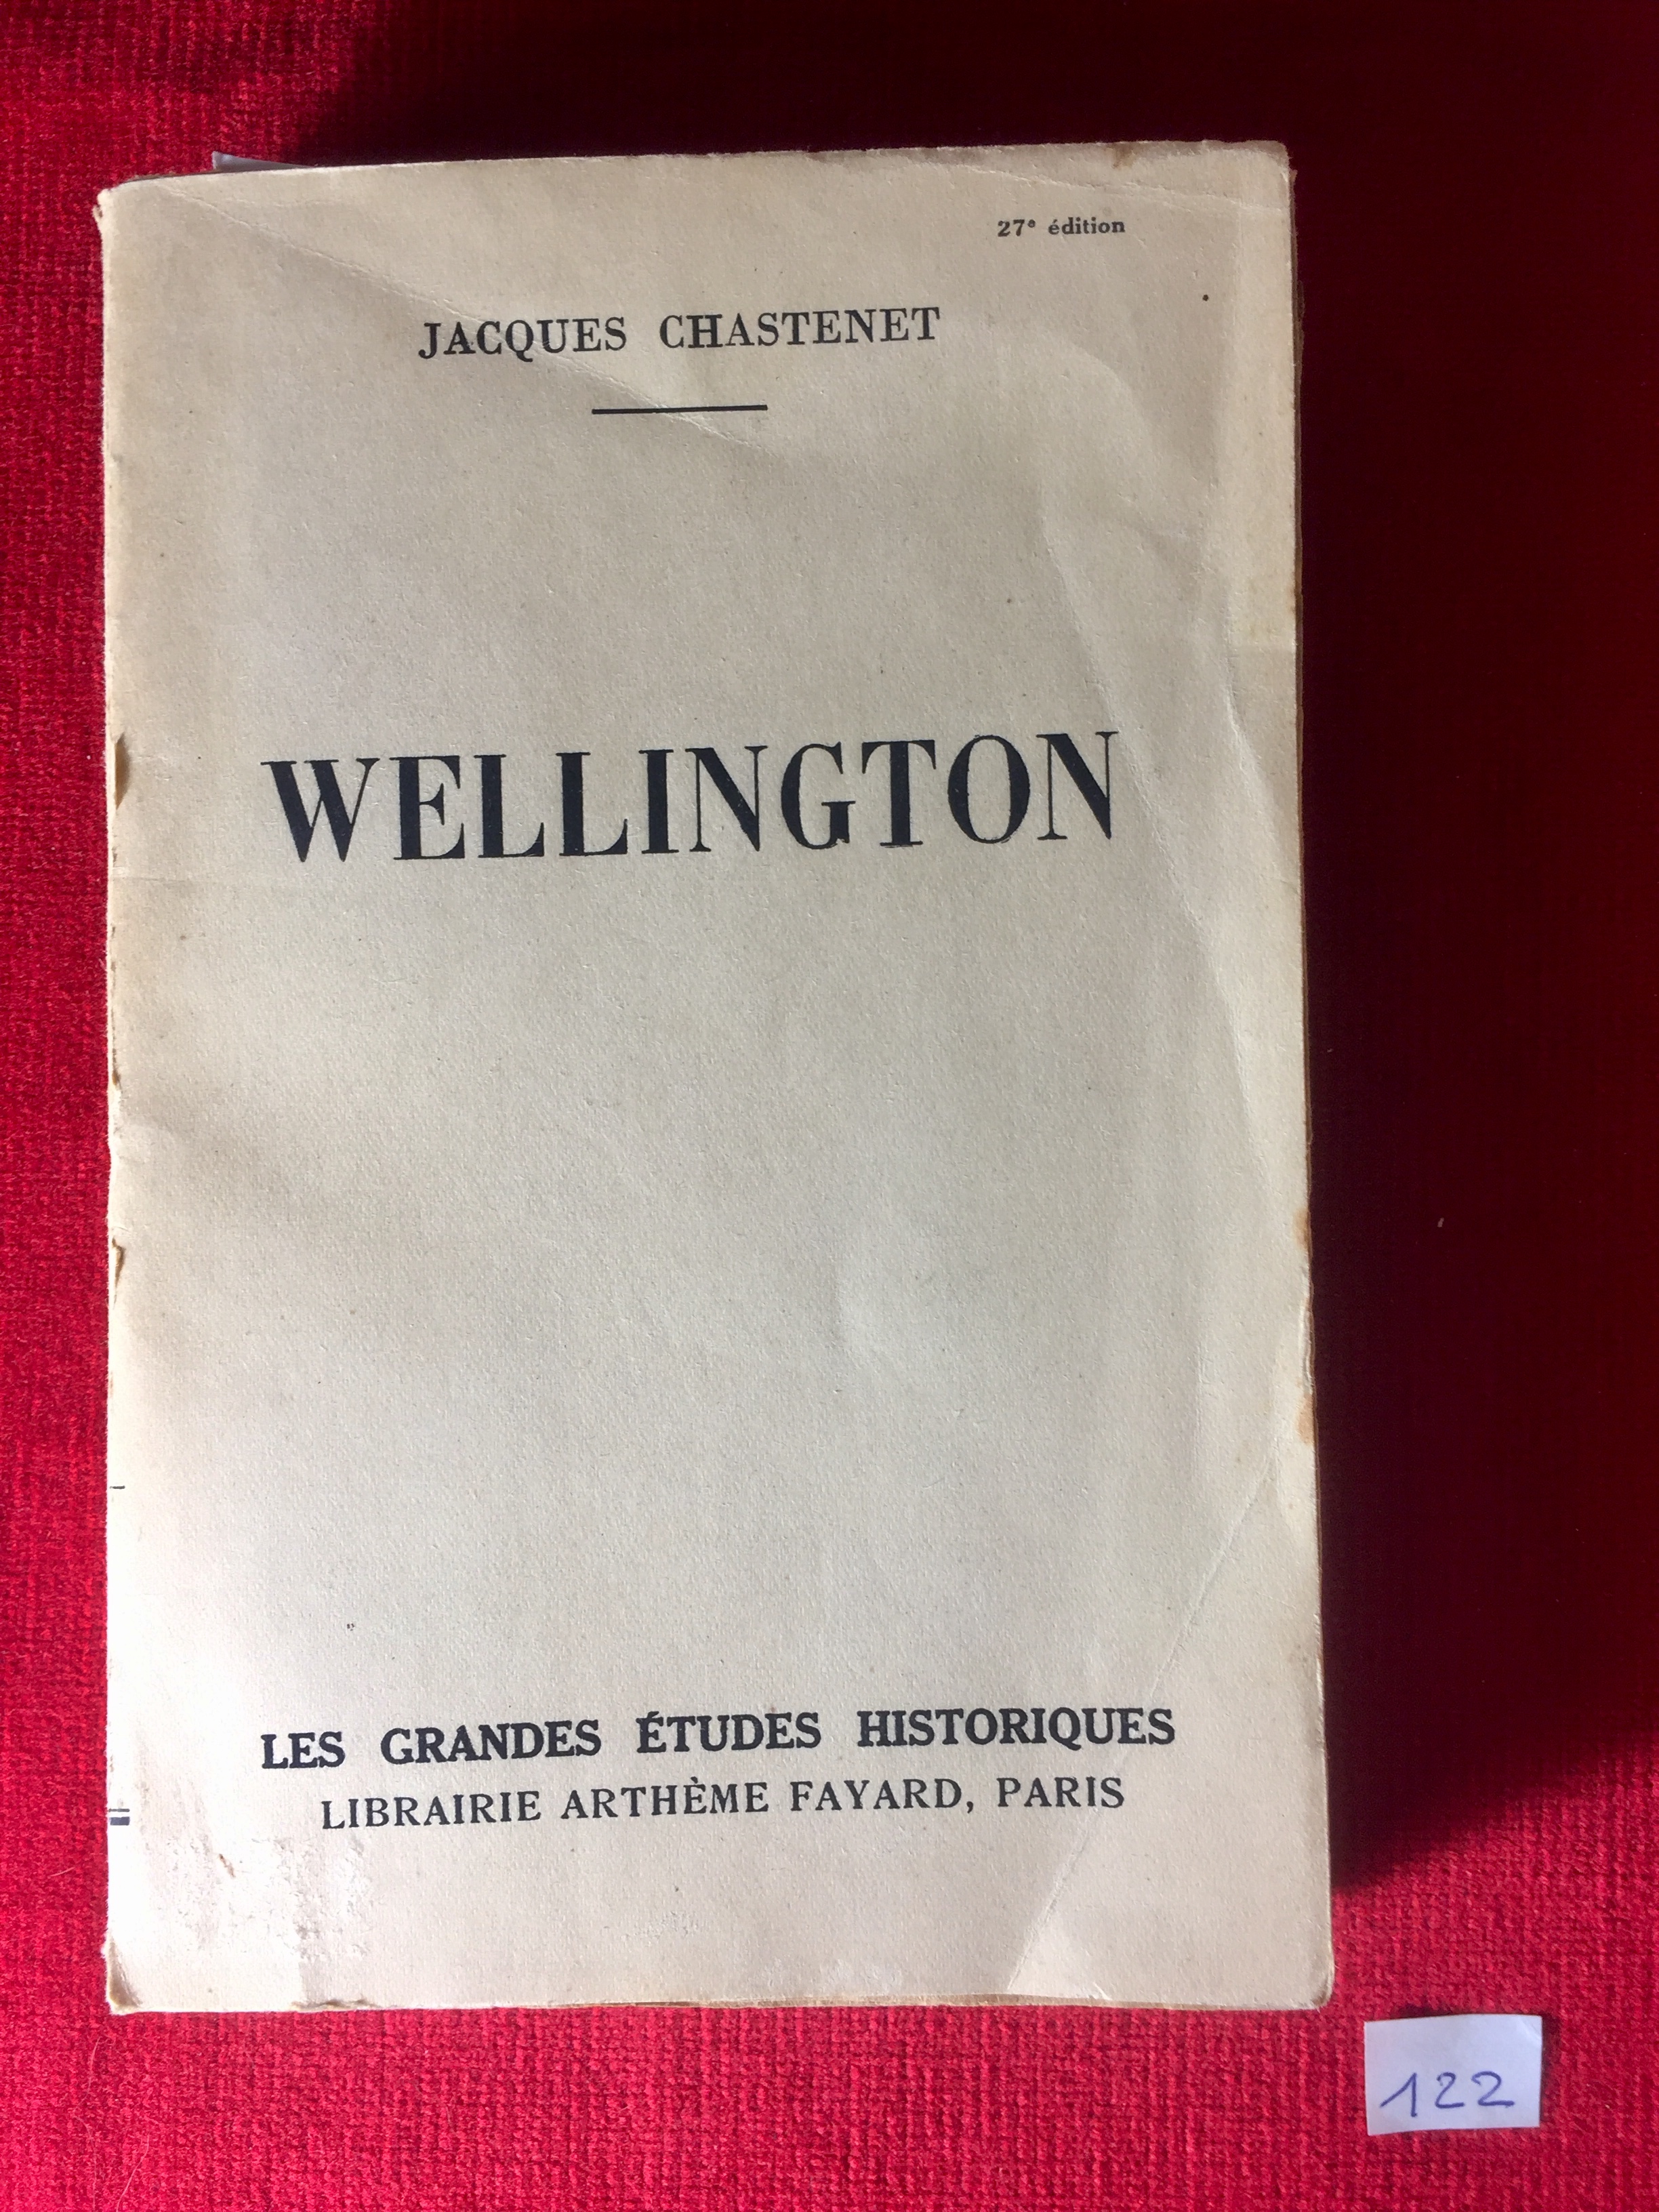 27e édition
JACQUES CHASTENET
WELLINGTON
LES GRANDES ÉTUDES HISTORIQUES
LIBRAIRIE ARTHÈME FAYARD, PARIS
122